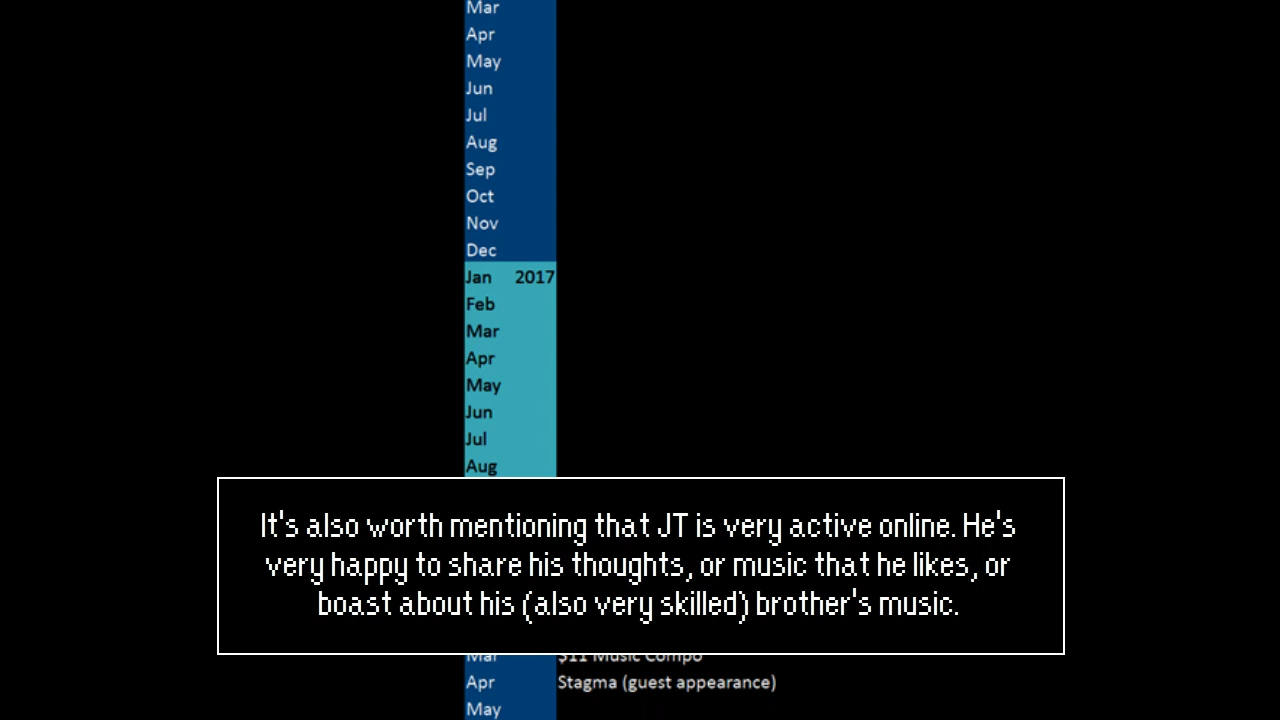 Mar
Apr
May
Jun
Jul
Aug
Sep
Oct
Nov
Dec
Jan 2017
Feb
Mar
Apr
May
Jun
Jul
Aug
It's also worth mentioning that JT is very active online. He's
very happy to share his thoughts, or music that he likes, or
boast about his (also very skilled) brother's music.
Mar $11 Music Compo
Apr Stagma (guest appearance)
May